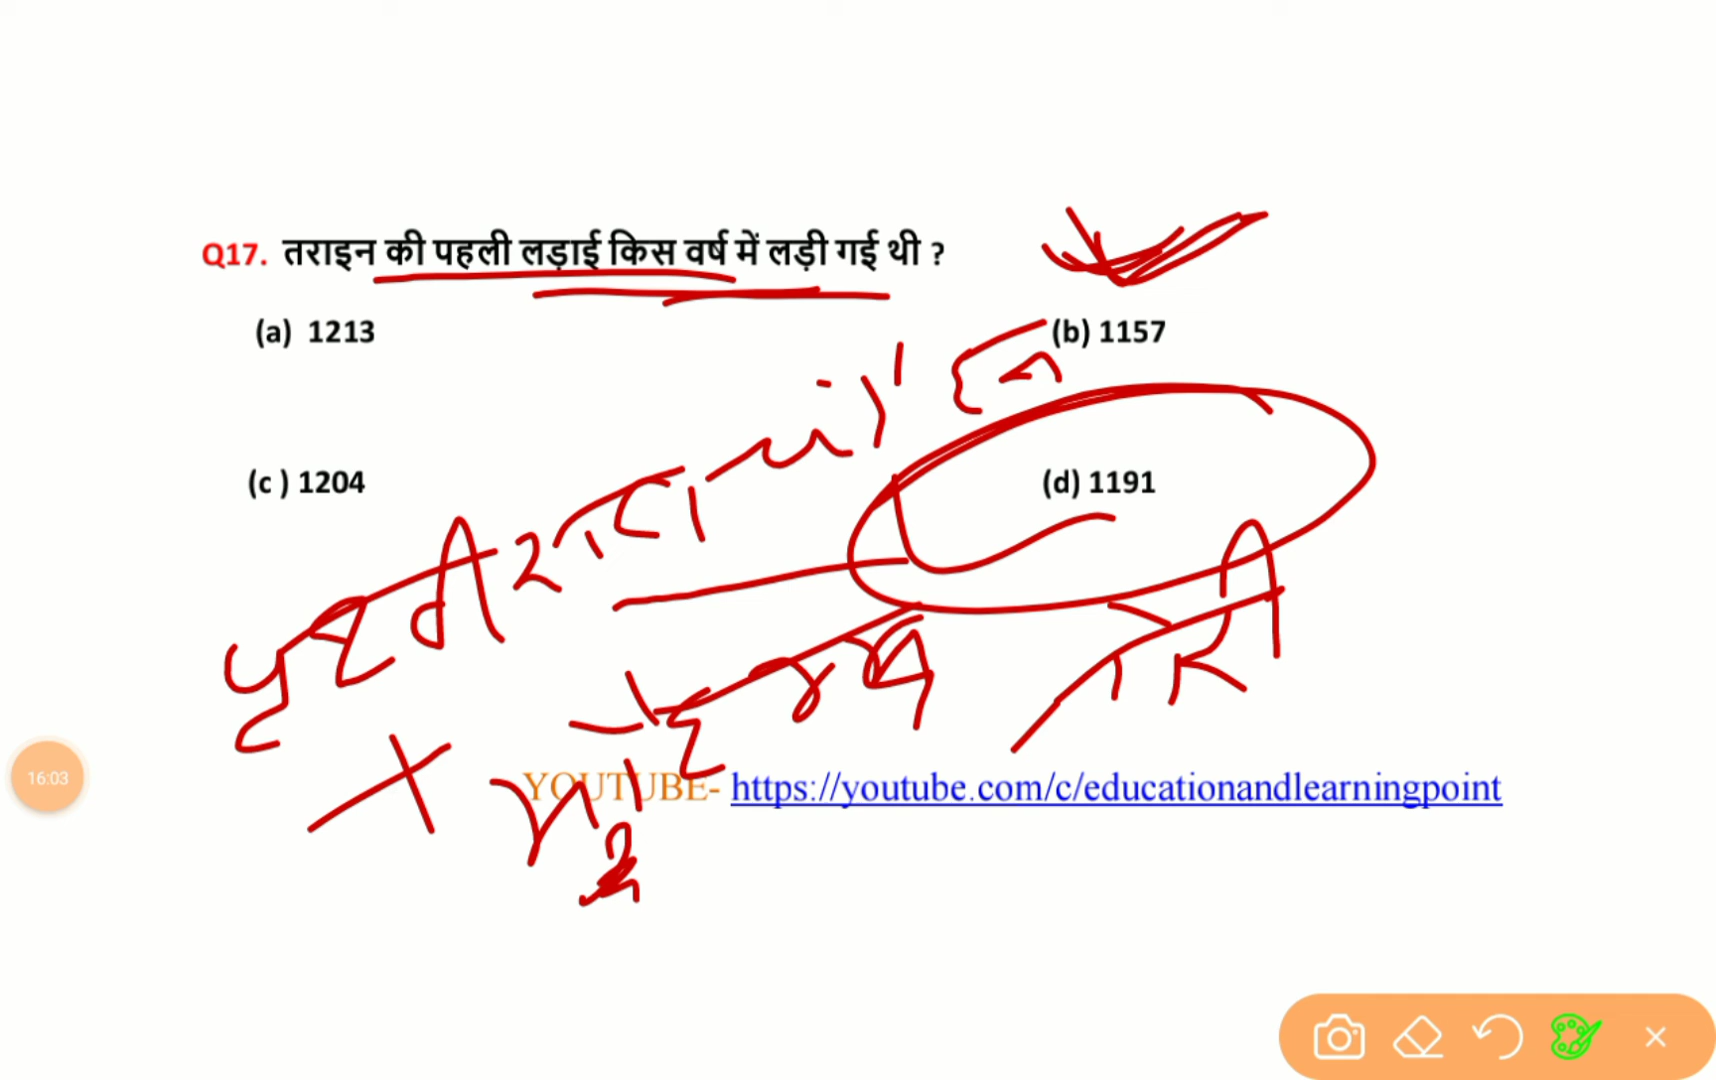 Q17. तराइन की पहली लड़ाई किस वर्ष में लड़ी गई थी ?
(a) 1213
(b) 1157
(c ) 1204
(d) 1191
YOUTUBE- https://youtube.com/c/educationandlearningpoint
16:03